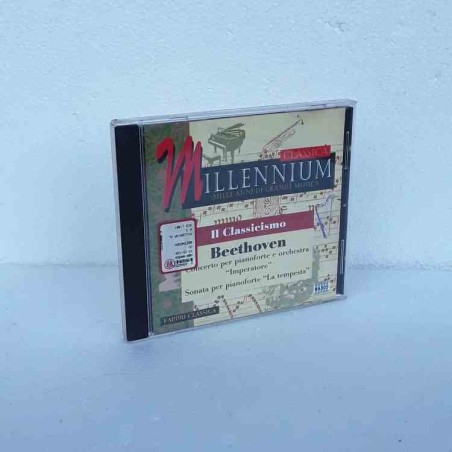 CLASSICA
MILLENNIUM
MILLE ANNI DI GRANDE MUSICA
Il Classicismo
Beethoven
Concerto per pianoforte e orchestra
“Imperatore”
Sonata per pianoforte “La tempesta”
FABBRI CLASSICA